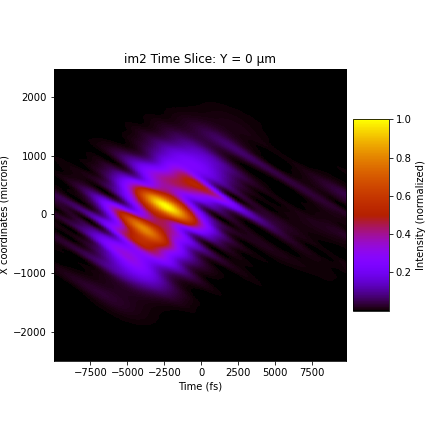 im2 Time Slice: Y = 0 μm
2000
1000
0
−1000
−2000
X coordinates (microns)
−7500 −5000 −2500 0 2500 5000 7500
Time (fs)
1.0
0.8
0.6
0.4
0.2
Intensity (normalized)